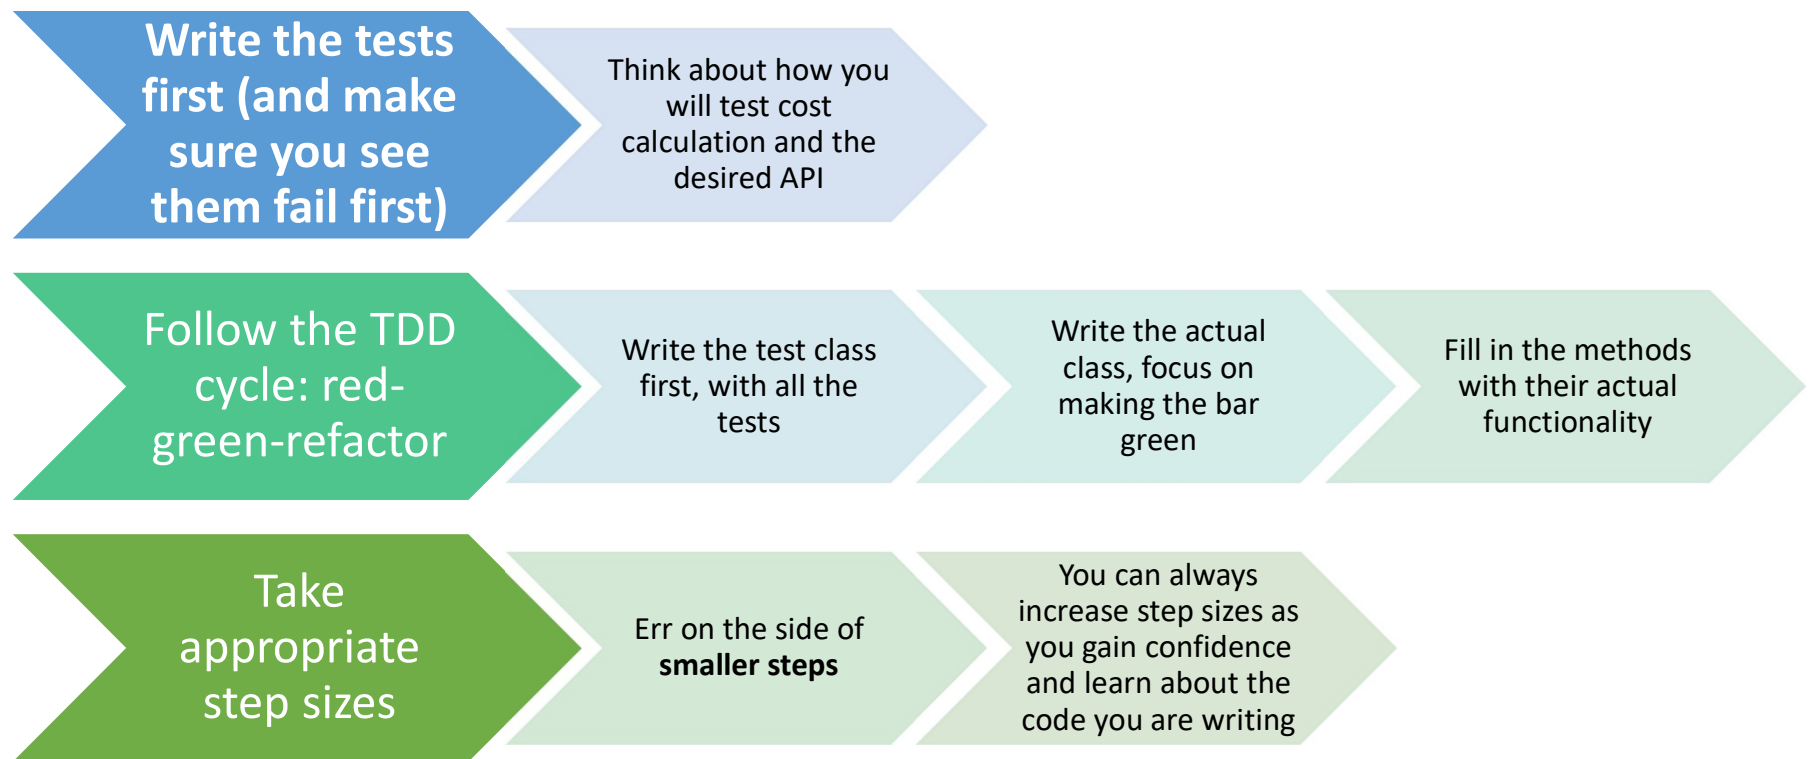 Write the tests
first (and make
sure you see
them fail first)
Think about how you
will test cost
calculation and the
desired API
Follow the TDD
cycle: red-
green-refactor
Write the test class
first, with all the
tests
Write the actual
class, focus on
making the bar
green
Fill in the methods
with their actual
functionality
Take
appropriate
step sizes
Err on the side of
smaller steps
You can always
increase step sizes as
you gain confidence
and learn about the
code you are writing